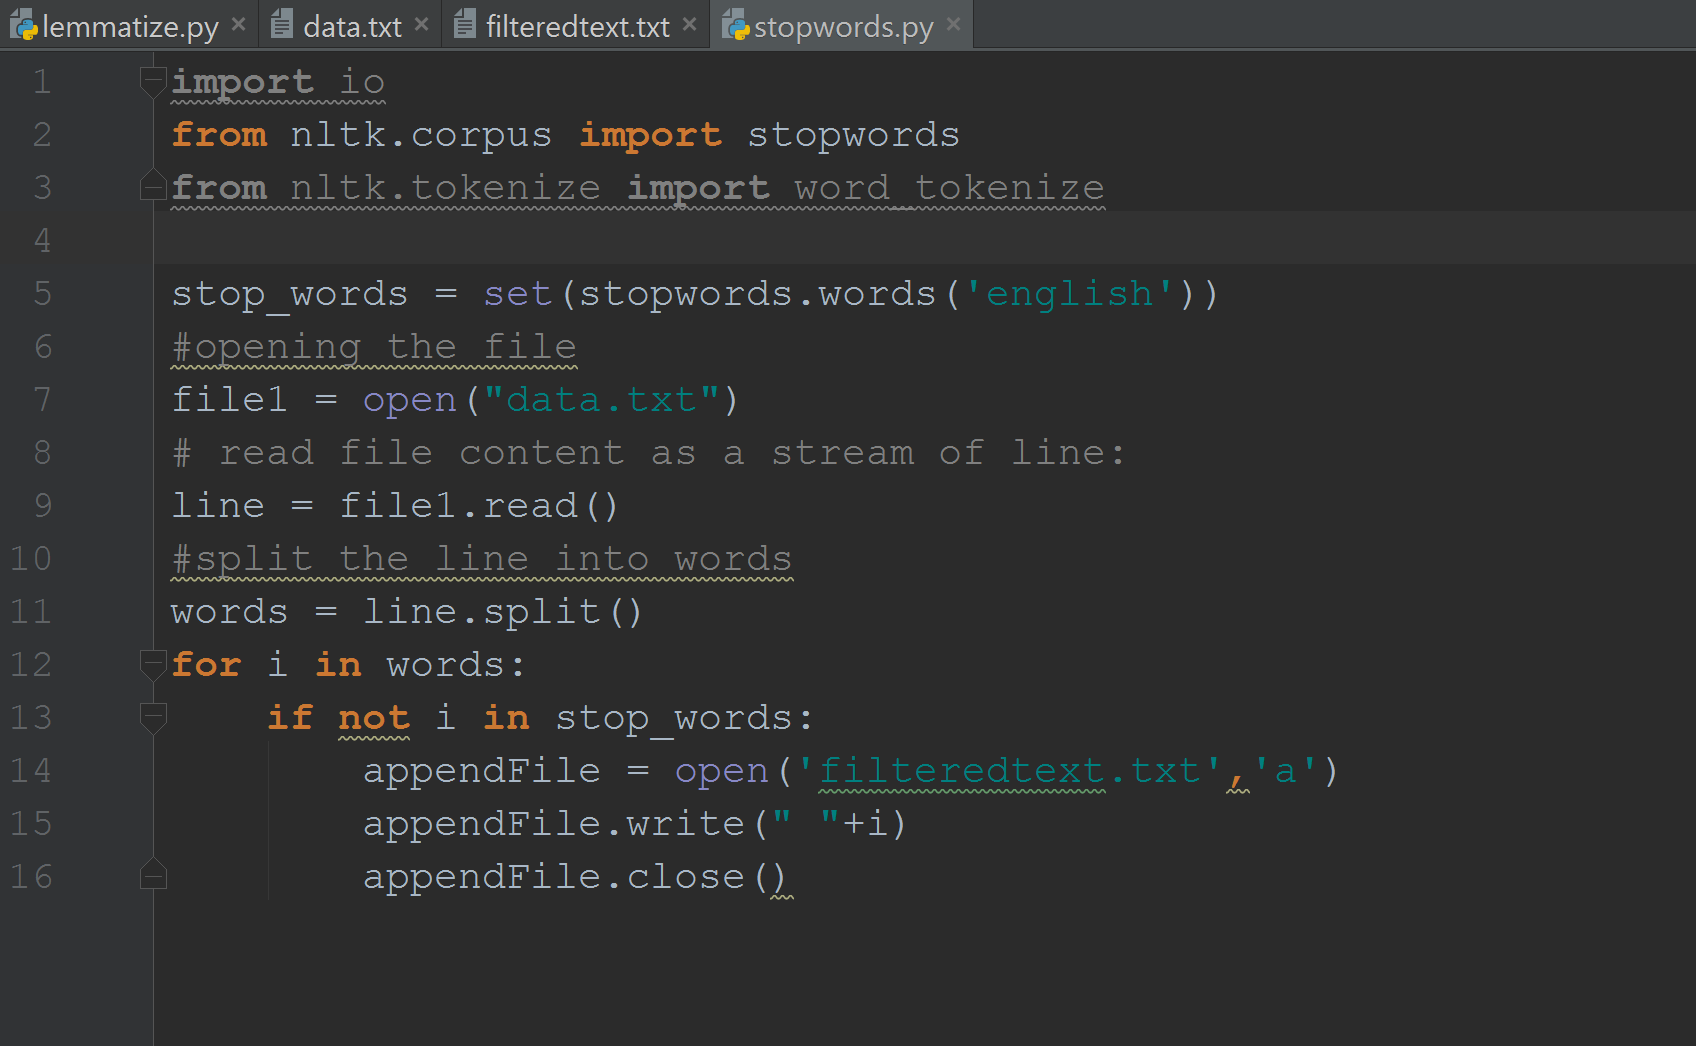 lemmatize.py × data.txt × filteredtext.txt × stopwords.py ×
1 import io
2 from nltk.corpus import stopwords
3 from nltk.tokenize import word_tokenize
4
5 stop_words = set(stopwords.words('english'))
6 #opening the file
7 file1 = open("data.txt")
8 # read file content as a stream of line:
9 line = file1.read()
10 #split the line into words
11 words = line.split()
12 for i in words:
13     if not i in stop_words:
14         appendFile = open('filteredtext.txt','a')
15         appendFile.write(" "+i)
16         appendFile.close()